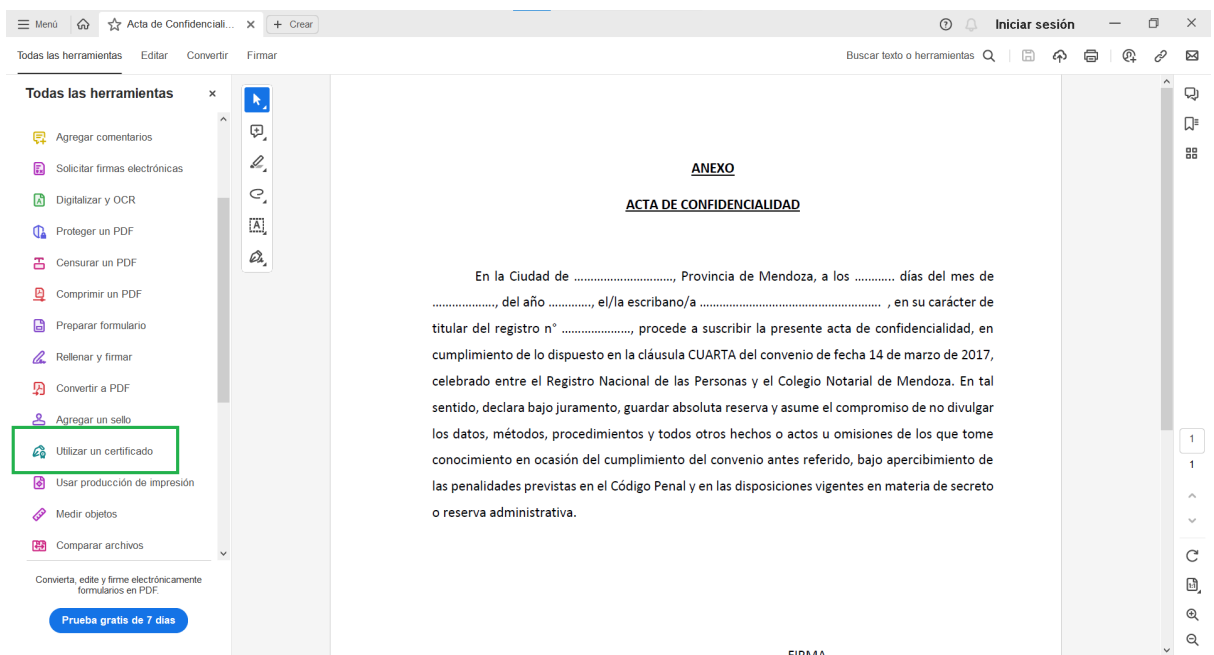 Menú
Acta de Confidenciali...
+ Crear
Iniciar sesión
Todas las herramientas
Editar
Convertir
Firmar
Buscar texto o herramientas
Todas las herramientas
Agregar comentarios
Solicitar firmas electrónicas
Digitalizar y OCR
Proteger un PDF
Censurar un PDF
Comprimir un PDF
Preparar formulario
Rellenar y firmar
Convertir a PDF
Agregar un sello
Utilizar un certificado
Usar producción de impresión
Medir objetos
Comparar archivos
Convierta, edite y firme electrónicamente
formularios en PDF.
Prueba gratis de 7 días
ANEXO
ACTA DE CONFIDENCIALIDAD
En la Ciudad de .............................., Provincia de Mendoza, a los ............ días del mes de
..................., del año ............., el/la escribano/a ....................................................... , en su carácter de
titular del registro n° ....................., procede a suscribir la presente acta de confidencialidad, en
cumplimiento de lo dispuesto en la cláusula CUARTA del convenio de fecha 14 de marzo de 2017,
celebrado entre el Registro Nacional de las Personas y el Colegio Notarial de Mendoza. En tal
sentido, declara bajo juramento, guardar absoluta reserva y asume el compromiso de no divulgar
los datos, métodos, procedimientos y todos otros hechos o actos u omisiones de los que tome
conocimiento en ocasión del cumplimiento del convenio antes referido, bajo apercibimiento de
las penalidades previstas en el Código Penal y en las disposiciones vigentes en materia de secreto
o reserva administrativa.
FIRMA
1
1